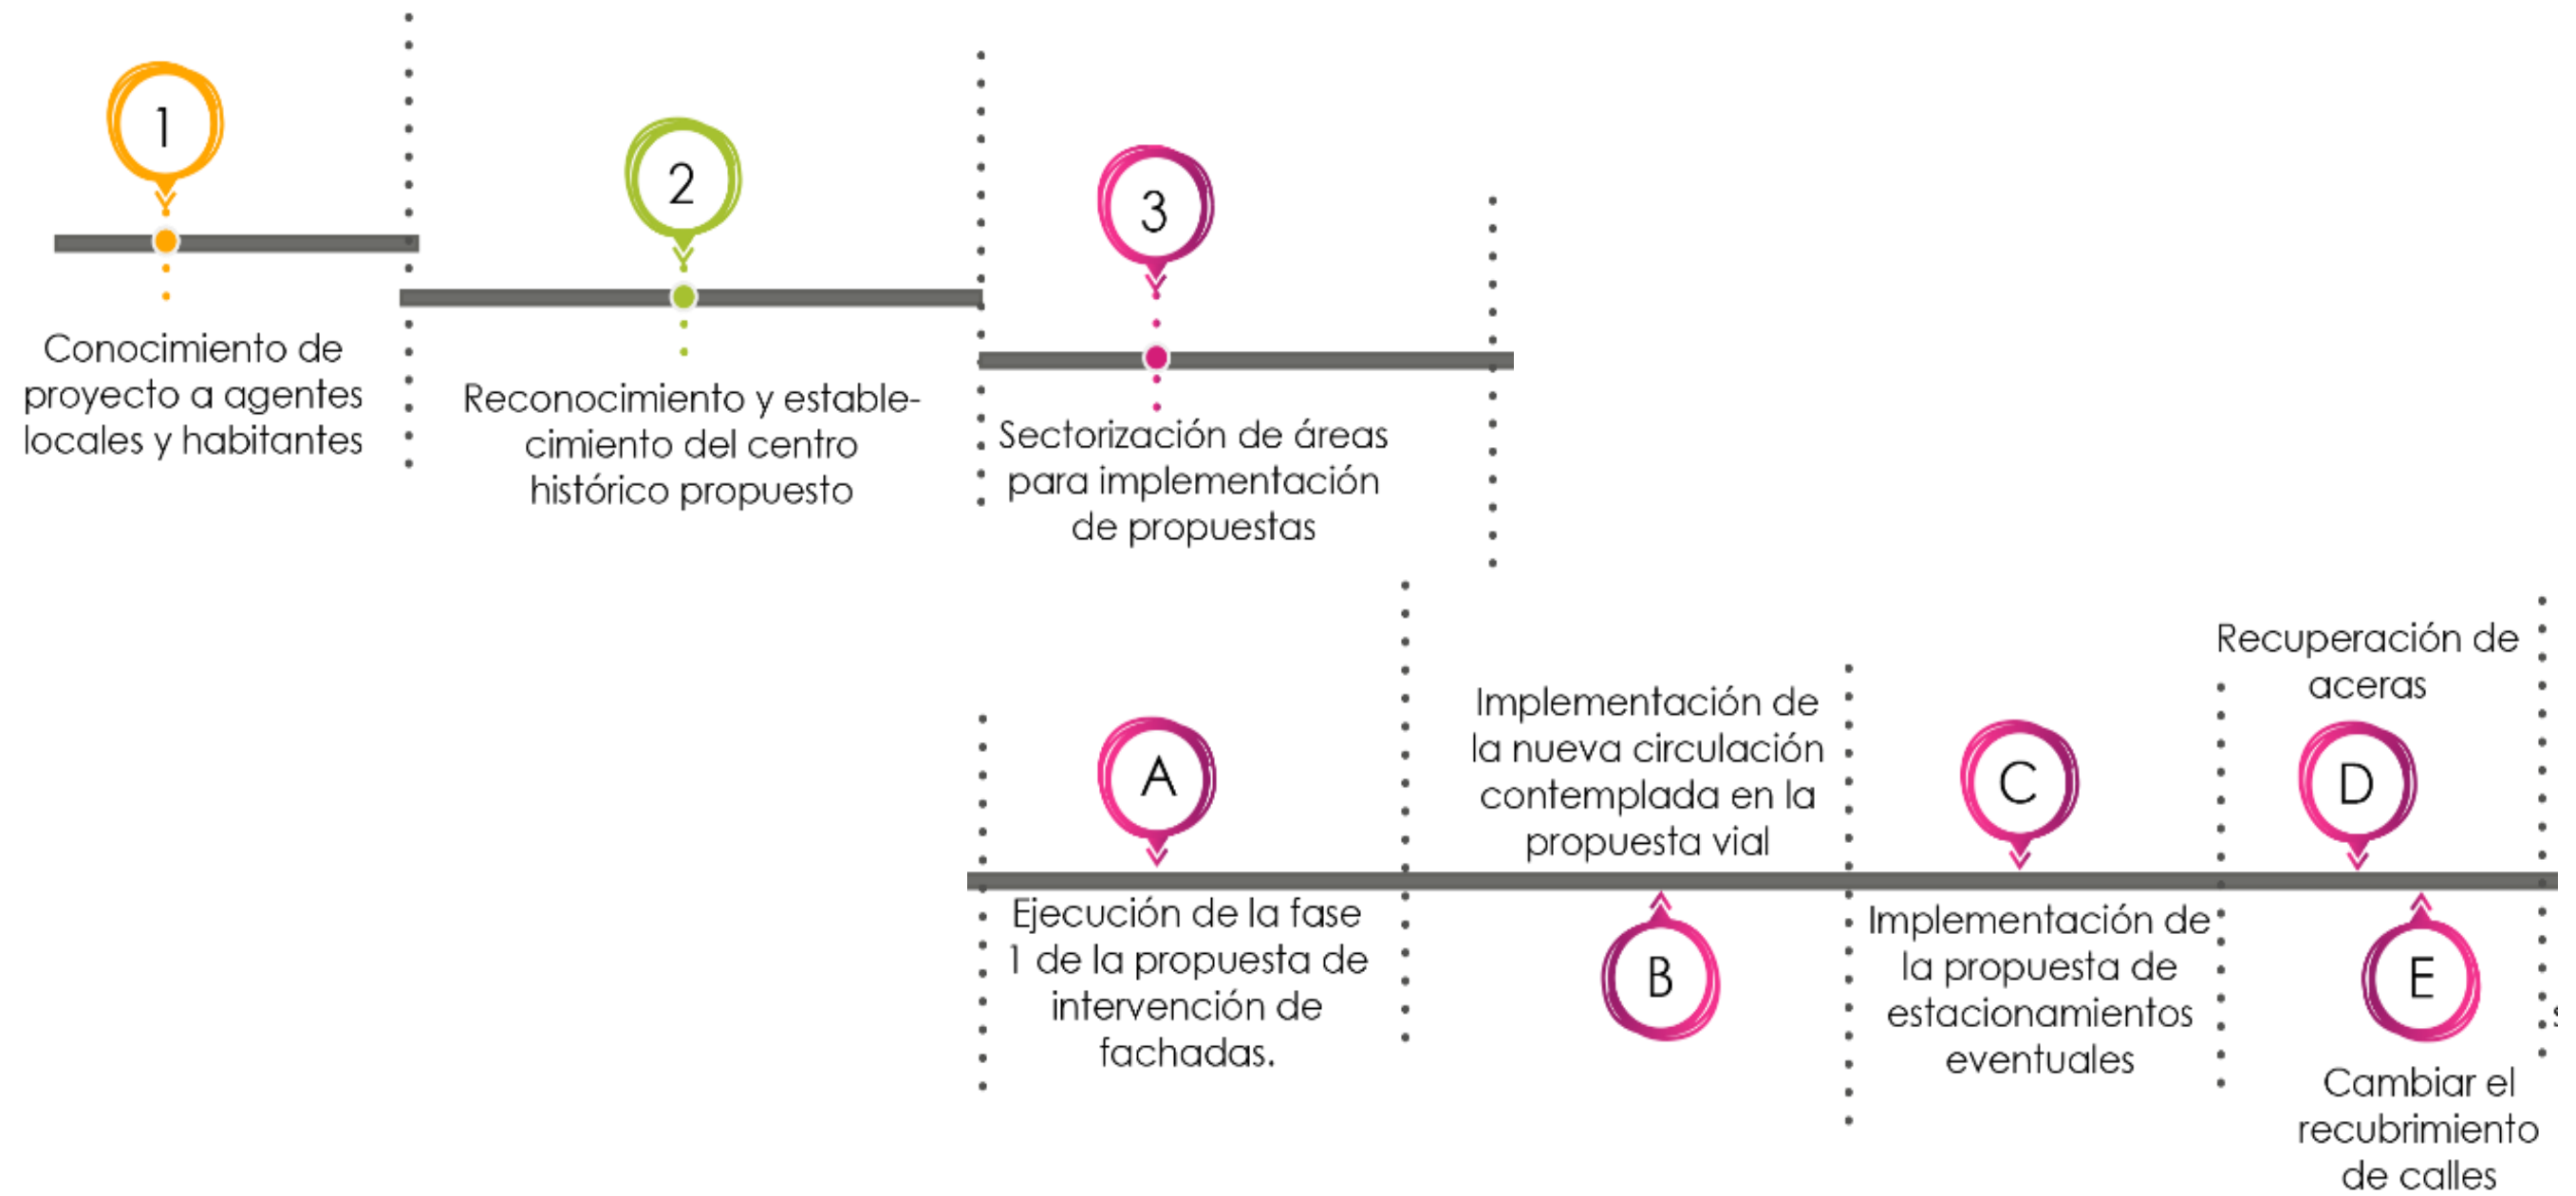 1
Conocimiento de
proyecto a agentes
locales y habitantes
2
Reconocimiento y estable-
cimiento del centro
histórico propuesto
3
Sectorización de áreas
para implementación
de propuestas
A
Ejecución de la fase
1 de la propuesta de
intervención de
fachadas.
Implementación de
la nueva circulación
contemplada en la
propuesta vial
B
C
Implementación de
la propuesta de
estacionamientos
eventuales
Recuperación de
aceras
D
E
Cambiar el
recubrimiento
de calles